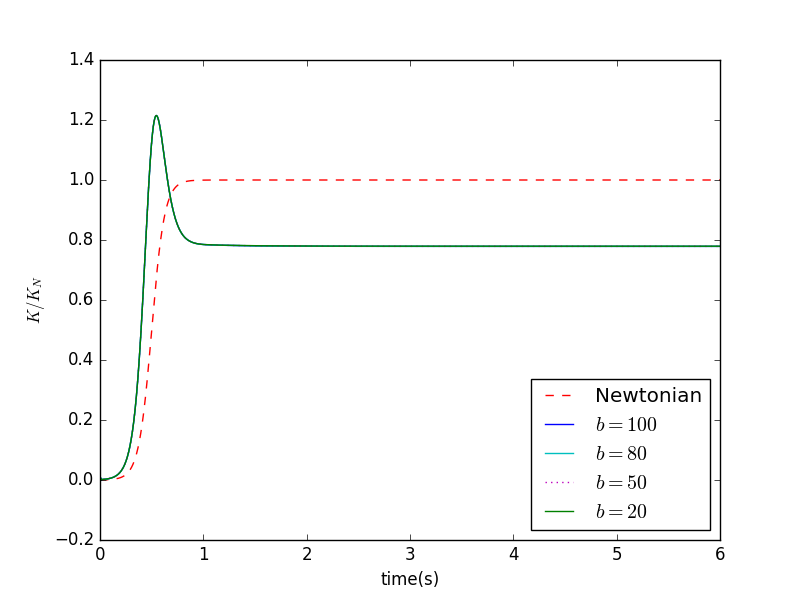 1.4
1.2
1.0
0.8
0.6
0.4
0.2
0.0
−0.2
K/K_N
0 1 2 3 4 5 6
time(s)
Newtonian
b = 100
b = 80
b = 50
b = 20